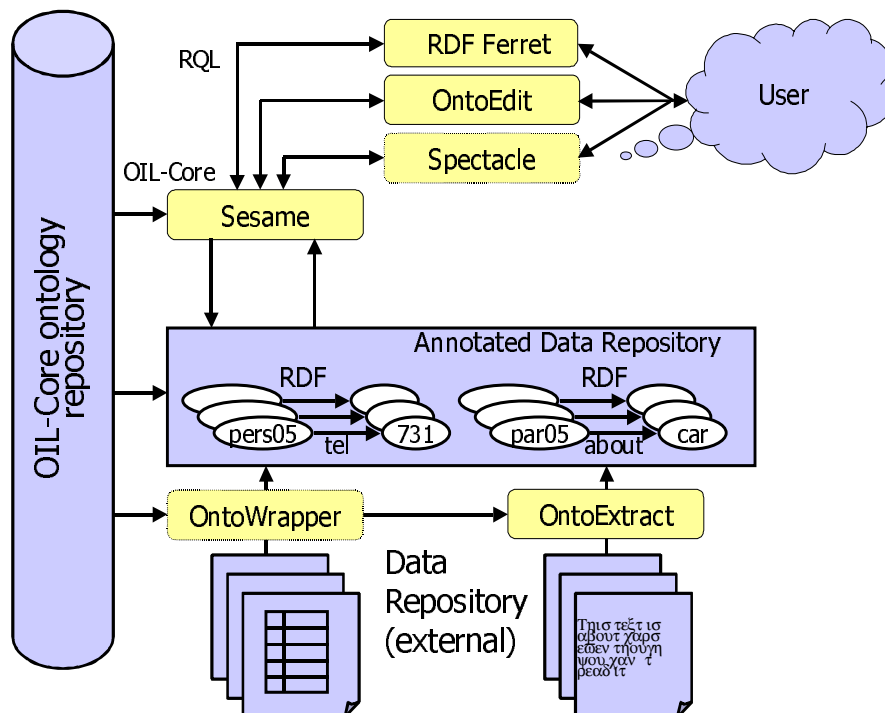 RDF Ferret
RQL
OntoEdit
User
Spectacle
OIL-Core
Sesame
OIL-Core ontology
repository
Annotated Data Repository
RDF
RDF
pers05
tel
731
par05
about
car
OntoWrapper
OntoExtract
Data
Repository
(external)
Τηισ τεξτ ισ
αβουτ χαρσ
εϖεν τηουγη
ψου χαν τ
ρεαδ ιτ